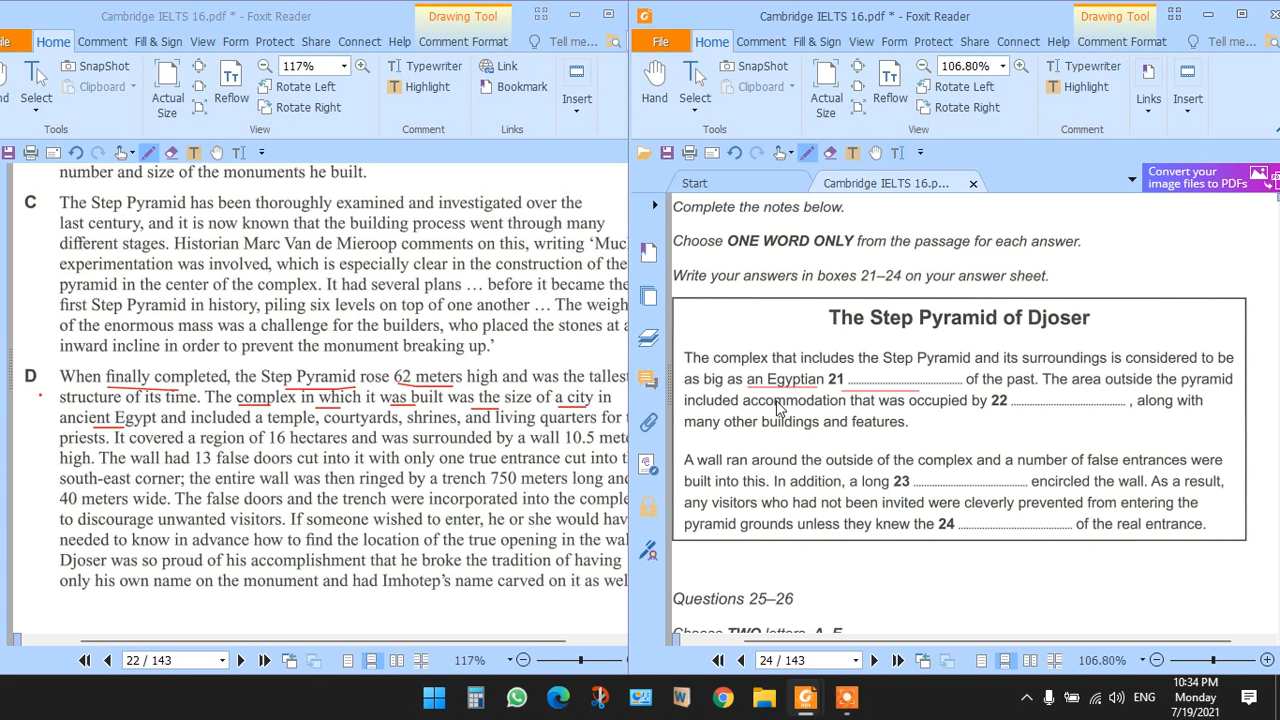 Cambridge IELTS 16.pdf * - Foxit Reader
Drawing Tool
File
Home
Comment
Fill & Sign
View
Form
Protect
Share
Connect
Help
Comment Format
Tell me...
Select
SnapShot
Clipboard
Actual Size
Reflow
117%
Rotate Left
Rotate Right
Typewriter
Highlight
Link
Bookmark
Insert
Tools
View
Comment
Links
number and size of the monuments he built.
C The Step Pyramid has been thoroughly examined and investigated over the
last century, and it is now known that the building process went through many
different stages. Historian Marc Van de Mieroop comments on this, writing ‘Much
experimentation was involved, which is especially clear in the construction of the
pyramid in the center of the complex. It had several plans … before it became the
first Step Pyramid in history, piling six levels on top of one another … The weigh
of the enormous mass was a challenge for the builders, who placed the stones at a
inward incline in order to prevent the monument breaking up.’
D When finally completed, the Step Pyramid rose 62 meters high and was the tallest
structure of its time. The complex in which it was built was the size of a city in
ancient Egypt and included a temple, courtyards, shrines, and living quarters for t
priests. It covered a region of 16 hectares and was surrounded by a wall 10.5 mete
high. The wall had 13 false doors cut into it with only one true entrance cut into t
south-east corner; the entire wall was then ringed by a trench 750 meters long and
40 meters wide. The false doors and the trench were incorporated into the comple
to discourage unwanted visitors. If someone wished to enter, he or she would hav
needed to know in advance how to find the location of the true opening in the wa
Djoser was so proud of his accomplishment that he broke the tradition of having
only his own name on the monument and had Imhotep’s name carved on it as wel
22 / 143
117%
Cambridge IELTS 16.pdf * - Foxit Reader
Drawing Tool
File
Home
Comment
Fill & Sign
View
Form
Protect
Share
Connect
Help
Comment Format
Tell me...
Hand
Select
SnapShot
Clipboard
Actual Size
Reflow
106.80%
Rotate Left
Rotate Right
Typewriter
Highlight
Links
Insert
Tools
View
Comment
Start
Cambridge IELTS 16.p...
Convert your
image files to PDFs
Complete the notes below.
Choose ONE WORD ONLY from the passage for each answer.
Write your answers in boxes 21–24 on your answer sheet.
The Step Pyramid of Djoser
The complex that includes the Step Pyramid and its surroundings is considered to be
as big as an Egyptian 21 .................................. of the past. The area outside the pyramid
included accommodation that was occupied by 22 .................................. , along with
many other buildings and features.
A wall ran around the outside of the complex and a number of false entrances were
built into this. In addition, a long 23 .................................. encircled the wall. As a result,
any visitors who had not been invited were cleverly prevented from entering the
pyramid grounds unless they knew the 24 .................................. of the real entrance.
Questions 25–26
Choose TWO letters, A–E
24 / 143
106.80%
ENG
10:34 PM
Monday
7/19/2021